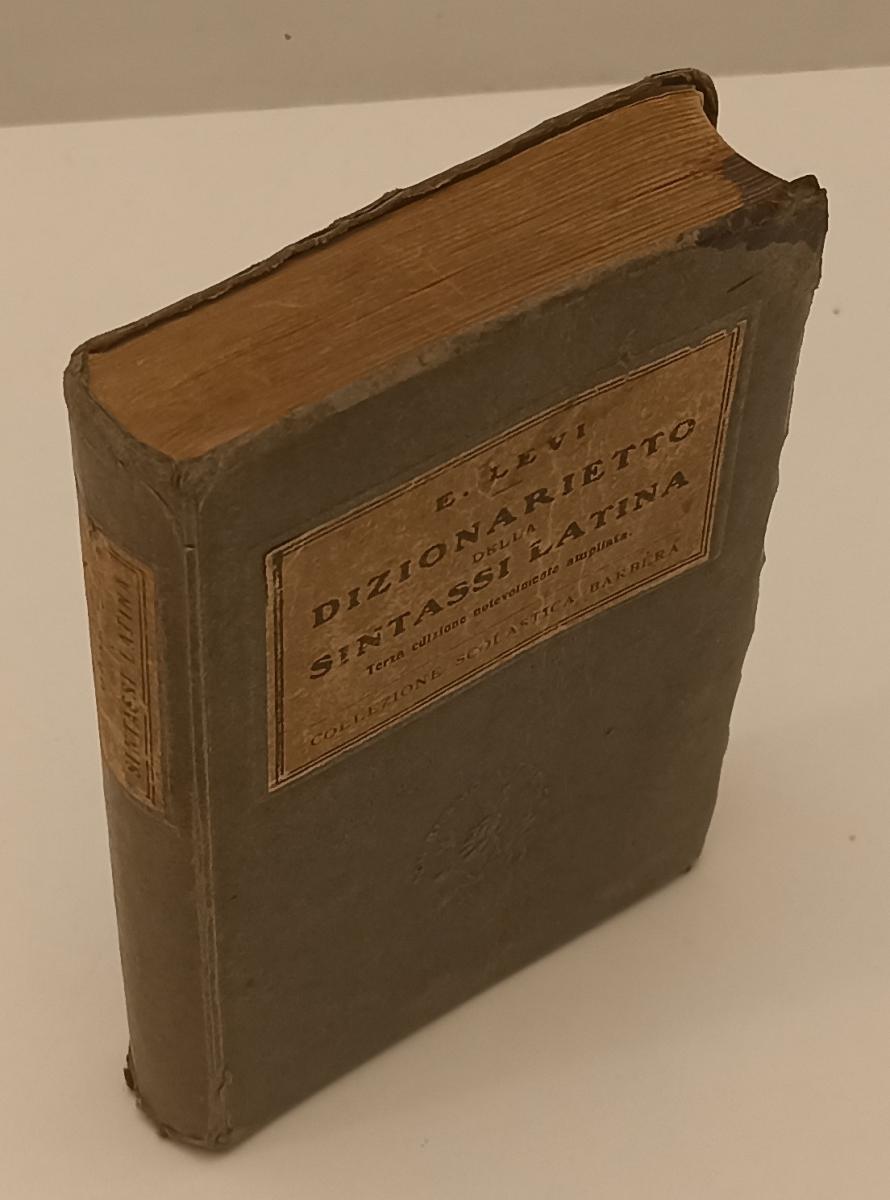 E. LEVI
DIZIONARIETTO
DELLA
SINTASSI LATINA
Terza edizione notevolmente ampliata.
COLLEZIONE SCOLASTICA BARBÈRA
SINTASSI LATINA